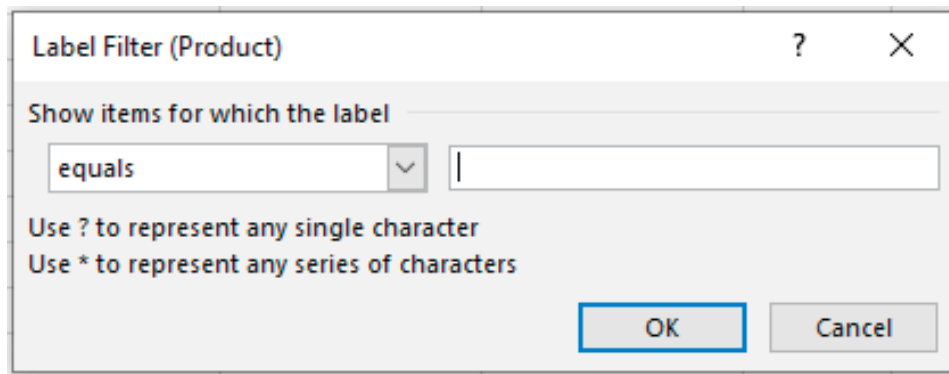 Label Filter (Product) ? X
Show items for which the label
equals
Use ? to represent any single character
Use * to represent any series of characters
OK Cancel